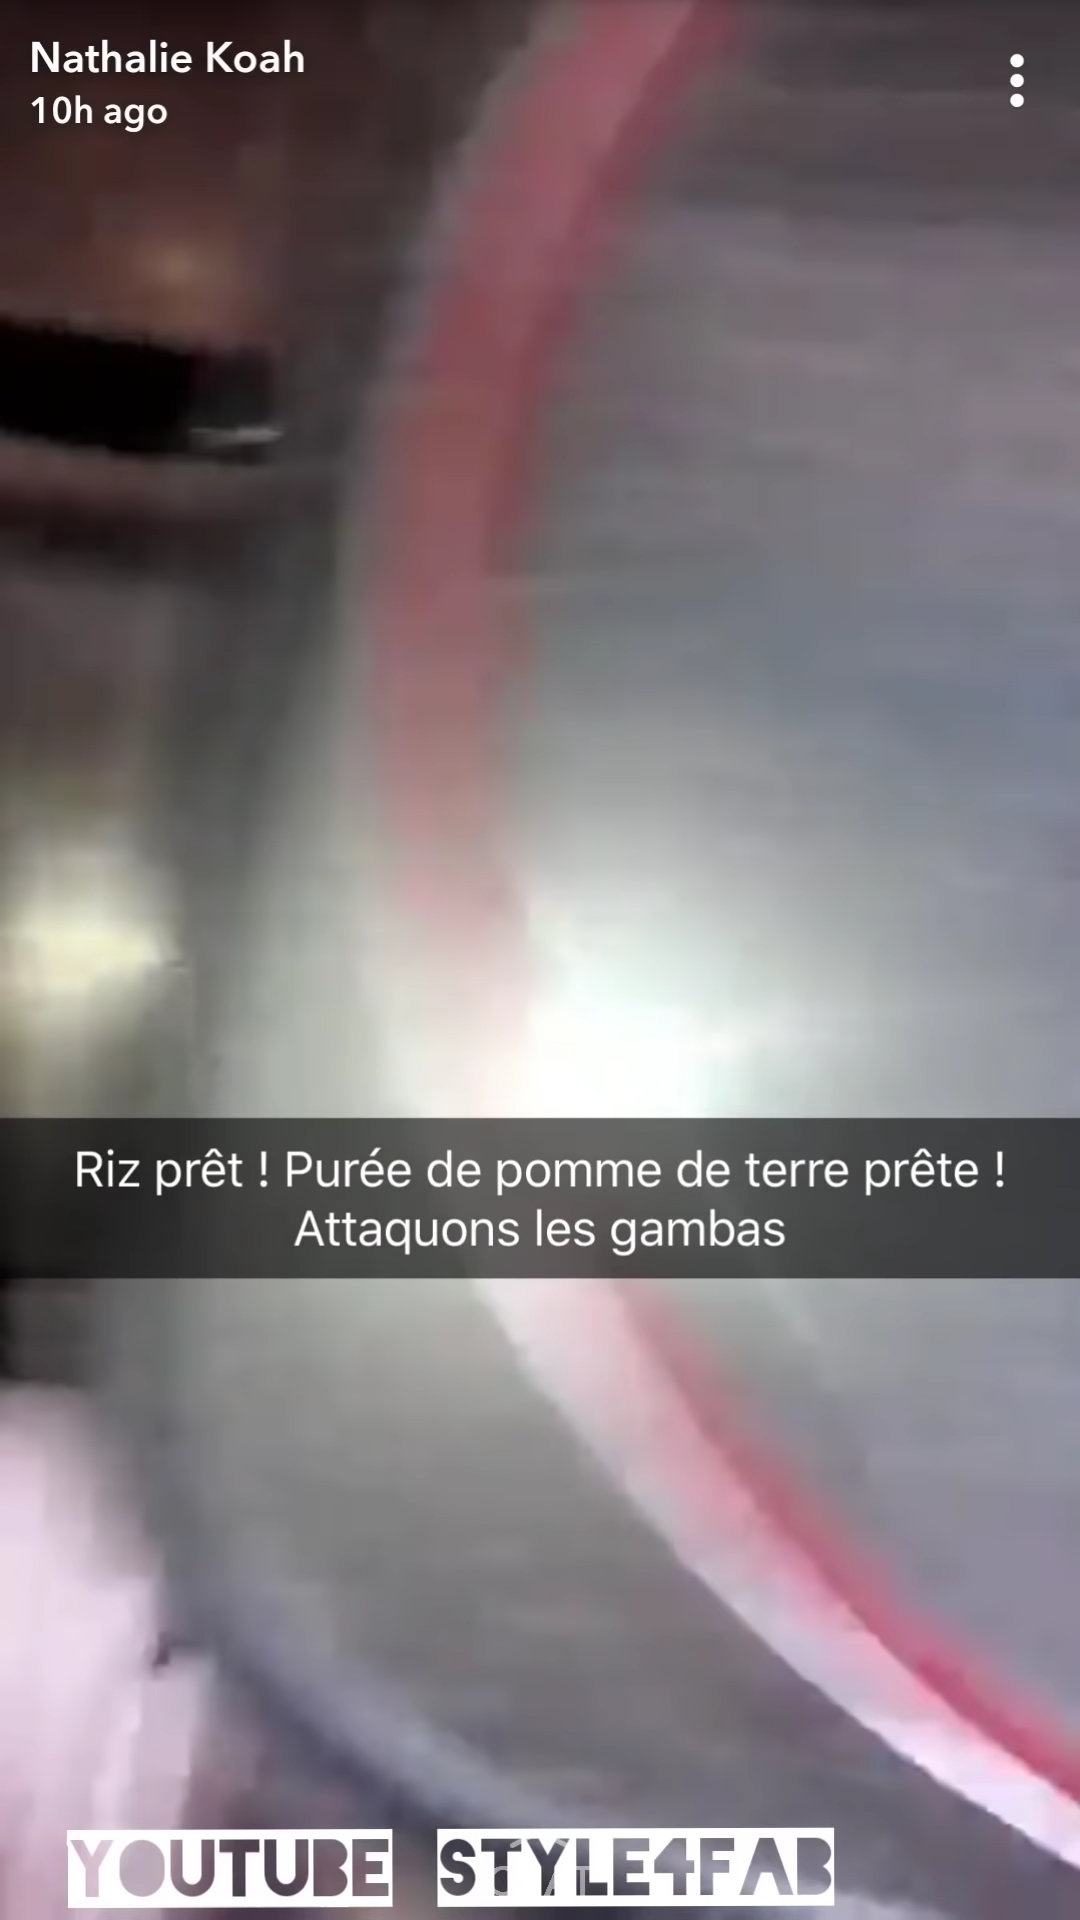 Nathalie Koah
10h ago
Riz prêt ! Purée de pomme de terre prête !
Attaquons les gambas
YOUTUBE STYLE4FAB